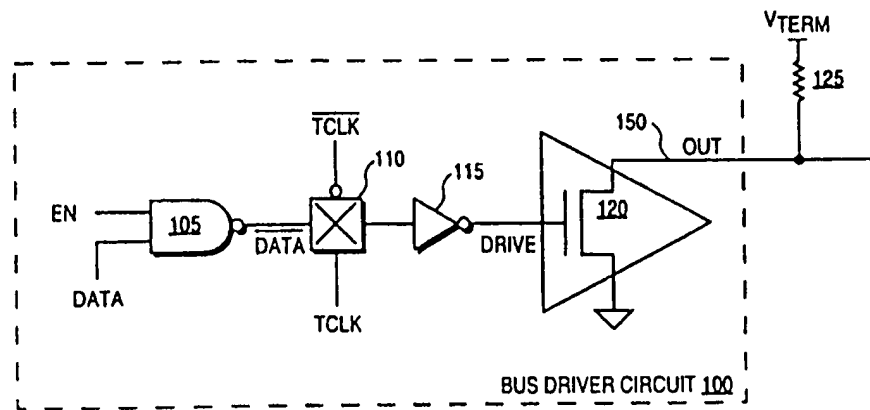 VTERM
125
TCLK
110
115
150
OUT
EN
105
DATA
DATA
TCLK
DRIVE
120
BUS DRIVER CIRCUIT 100